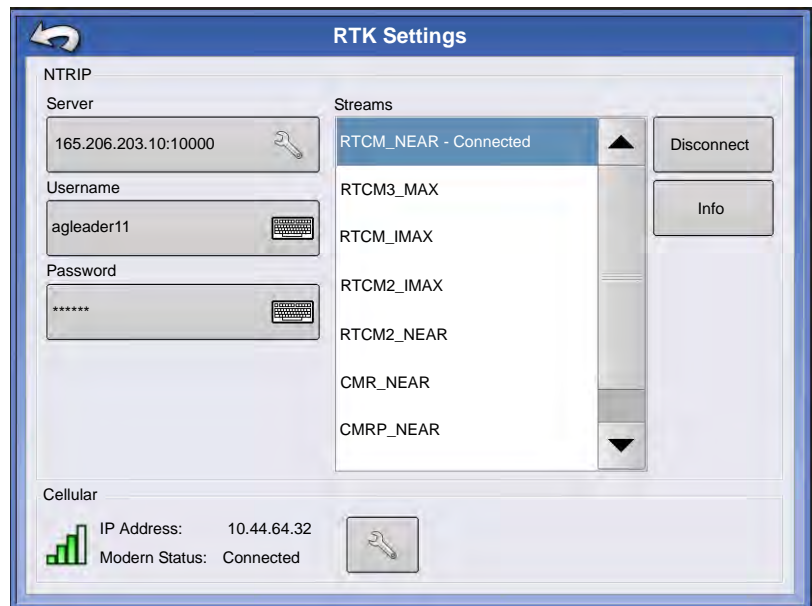 RTK Settings
NTRIP
Server
165.206.203.10:10000
Username
agleader11
Password
******
Streams
RTCM_NEAR - Connected
RTCM3_MAX
RTCM_IMAX
RTCM2_IMAX
RTCM2_NEAR
CMR_NEAR
CMRP_NEAR
Disconnect
Info
Cellular
IP Address: 10.44.64.32
Modern Status: Connected